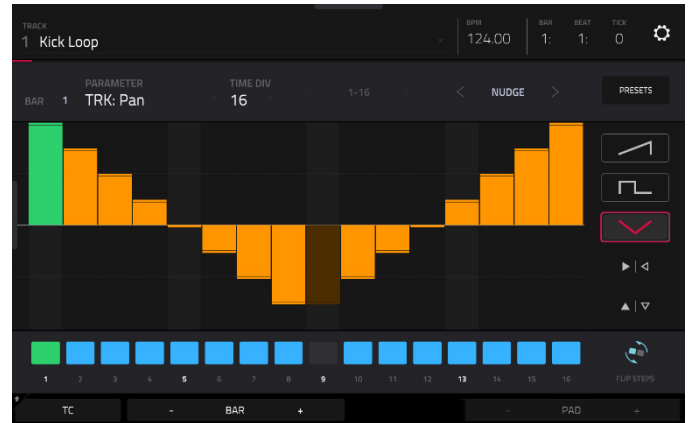 TRACK
1 Kick Loop
BPM
124.00
BAR BEAT TICK
1: 1: 0
BAR 1
PARAMETER
TRK: Pan
TIME DIV
16
1-16
< NUDGE >
PRESETS
1 2 3 4 5 6 7 8 9 10 11 12 13 14 15 16
FLIP STEPS
TC - BAR + - PAD +